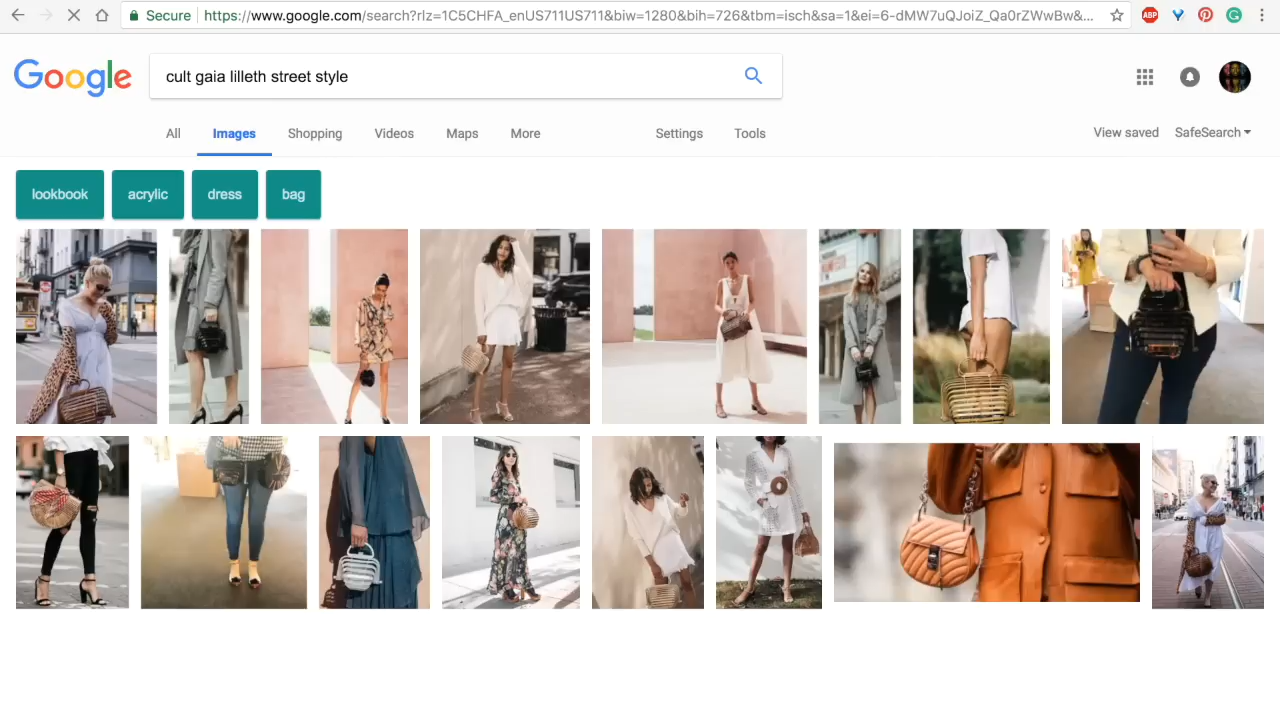 Secure
https://www.google.com/search?rlz=1C5CHFA_enUS711US711&biw=1280&bih=726&tbm=isch&sa=1&ei=6-dMW7uQJoiZ_Qa0rZWwBw&...
ABP
Google
cult gaia lilleth street style
All Images Shopping Videos Maps More Settings Tools View saved SafeSearch
lookbook acrylic dress bag